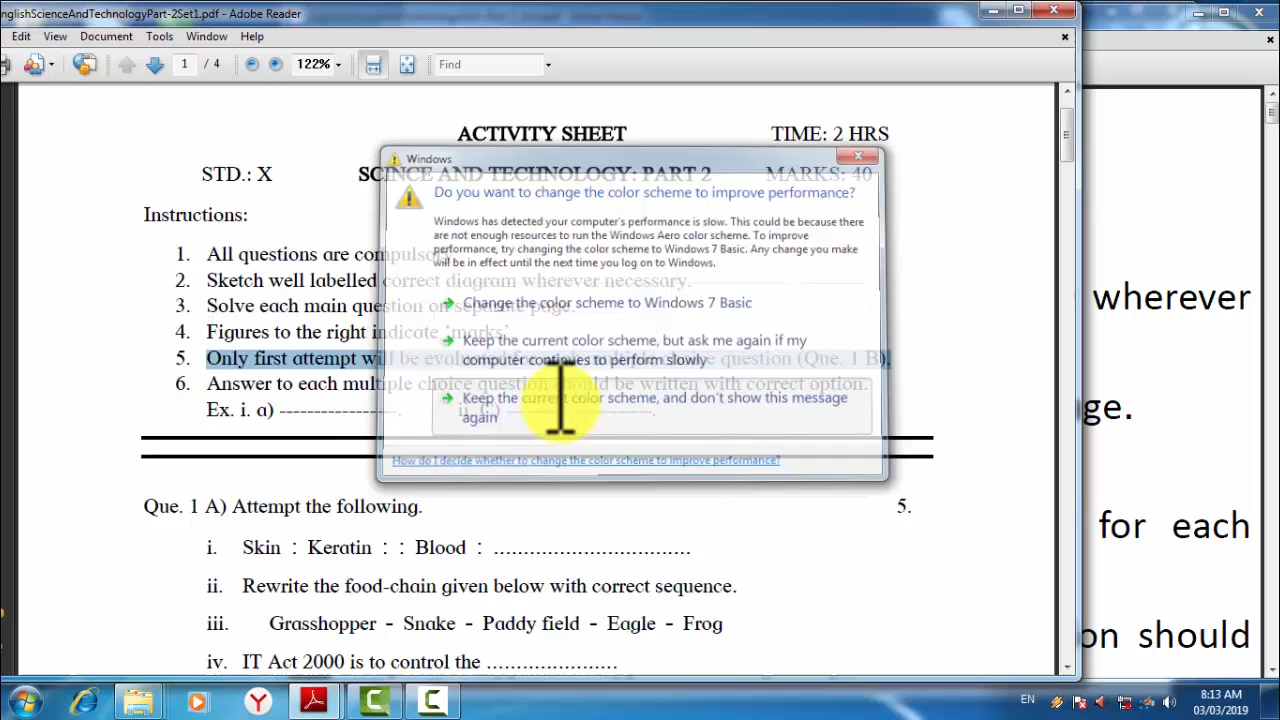 nglishScienceAndTechnologyPart-2Set1.pdf - Adobe Reader
Edit View Document Tools Window Help
1 / 4 122% Find
ACTIVITY SHEET TIME: 2 HRS
STD.: X SCINCE AND TECHNOLOGY: PART 2 MARKS: 40
Instructions:
1. All questions are compulsory.
2. Sketch well labelled correct diagram wherever necessary.
3. Solve each main question on separate page.
4. Figures to the right indicate 'marks'
5. Only first attempt will be evaluated for each multiple choice question (Que. 1 B).
6. Answer to each multiple choice question should be written with correct option.
Ex. i. a) -------------------. ii. C) -----------------------.
Windows
Do you want to change the color scheme to improve performance?
Windows has detected your computer's performance is slow. This could be because there
are not enough resources to run the Windows Aero color scheme. To improve
performance, try changing the color scheme to Windows 7 Basic. Any change you make
will be in effect until the next time you log on to Windows.
Change the color scheme to Windows 7 Basic
Keep the current color scheme, but ask me again if my
computer continues to perform slowly
Keep the current color scheme, and don't show this message
again
How do I decide whether to change the color scheme to improve performance?
Que. 1 A) Attempt the following. 5.
i. Skin : Keratin : : Blood : ...................................
ii. Rewrite the food-chain given below with correct sequence.
iii. Grasshopper - Snake - Paddy field - Eagle - Frog
iv. IT Act 2000 is to control the .......................
wherever
ge.
for each
on should
EN 8:13 AM
03/03/2019